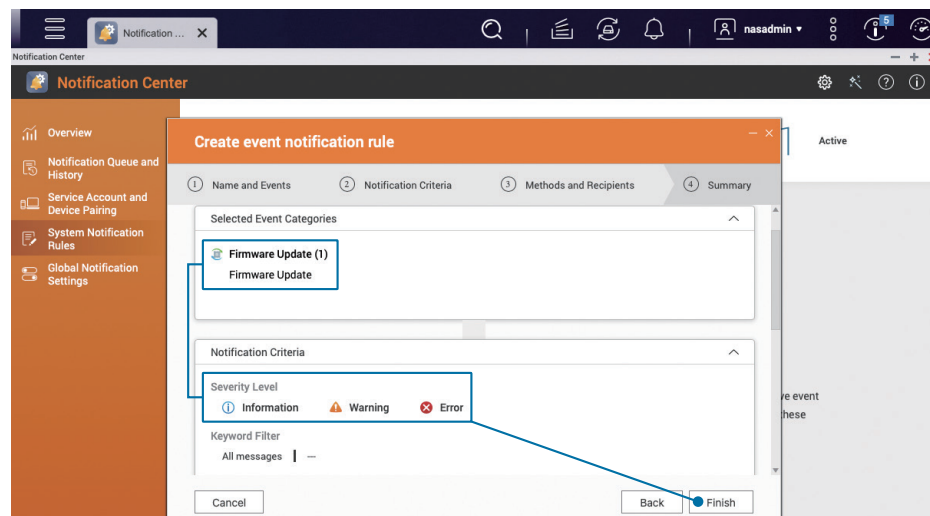 Notification ...
nasadmin
5
Notification Center
Notification Center
Overview
Notification Queue and
History
Service Account and
Device Pairing
System Notification
Rules
Global Notification
Settings
Active
Create event notification rule
1 Name and Events
2 Notification Criteria
3 Methods and Recipients
4 Summary
Selected Event Categories
Firmware Update (1)
Firmware Update
Notification Criteria
Severity Level
Information
Warning
Error
Keyword Filter
All messages | —
ve event
these
Cancel
Back
Finish